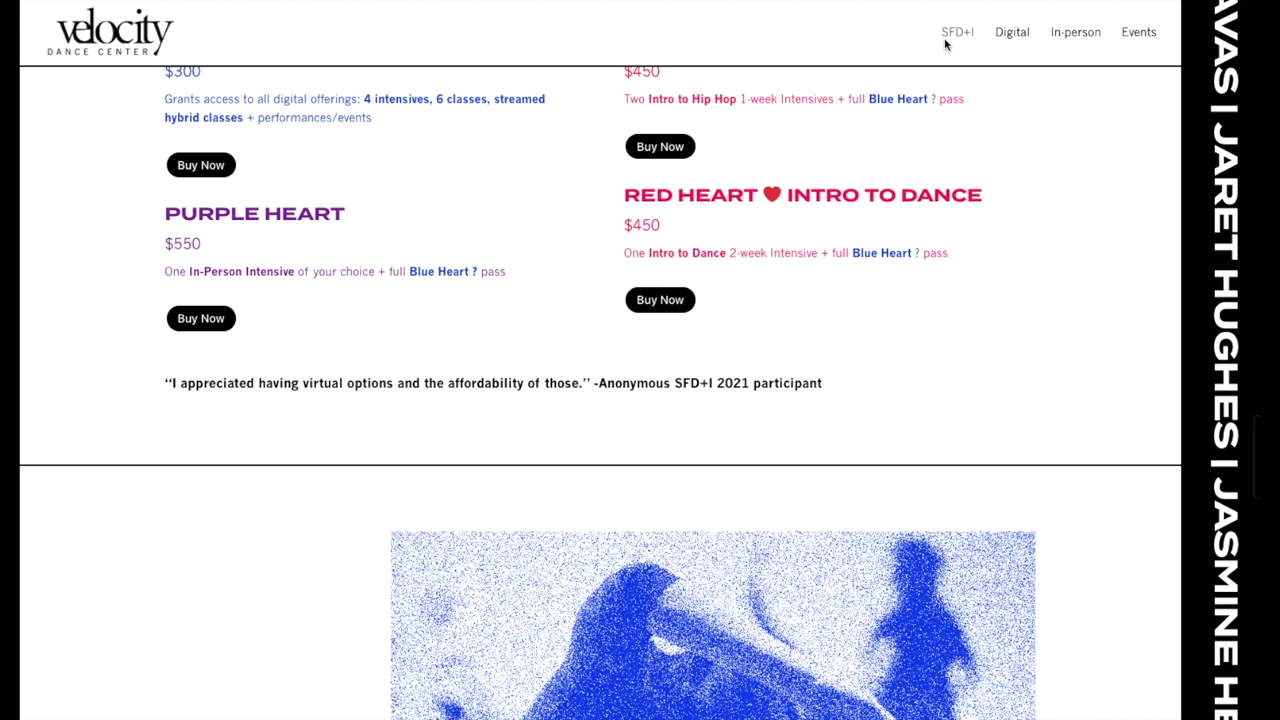 velocity
DANCE CENTER
SFD+I
Digital
In-person
Events
$300
Grants access to all digital offerings: 4 intensives, 6 classes, streamed
hybrid classes + performances/events
Buy Now
PURPLE HEART
$550
One In-Person Intensive of your choice + full Blue Heart ? pass
Buy Now
$450
Two Intro to Hip Hop 1-week Intensives + full Blue Heart ? pass
Buy Now
RED HEART ❤ INTRO TO DANCE
$450
One Intro to Dance 2-week Intensive + full Blue Heart ? pass
Buy Now
‘‘I appreciated having virtual options and the affordability of those.’’ -Anonymous SFD+I 2021 participant
AVAS | JARET HUGHES | JASMINE HE